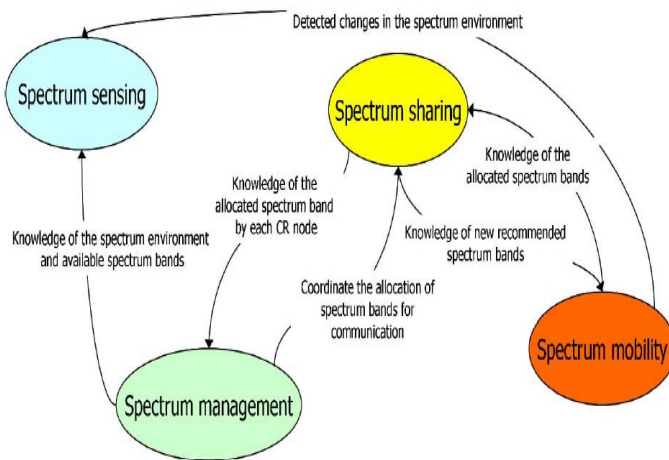 Detected changes in the spectrum environment
Spectrum sensing
Spectrum sharing
Knowledge of the
allocated spectrum bands
Knowledge of the
allocated spectrum band
by each CR node
Knowledge of the spectrum environment
and available spectrum bands
Knowledge of new recommended
spectrum bands
Coordinate the allocation of
spectrum bands for
communication
Spectrum mobility
Spectrum management